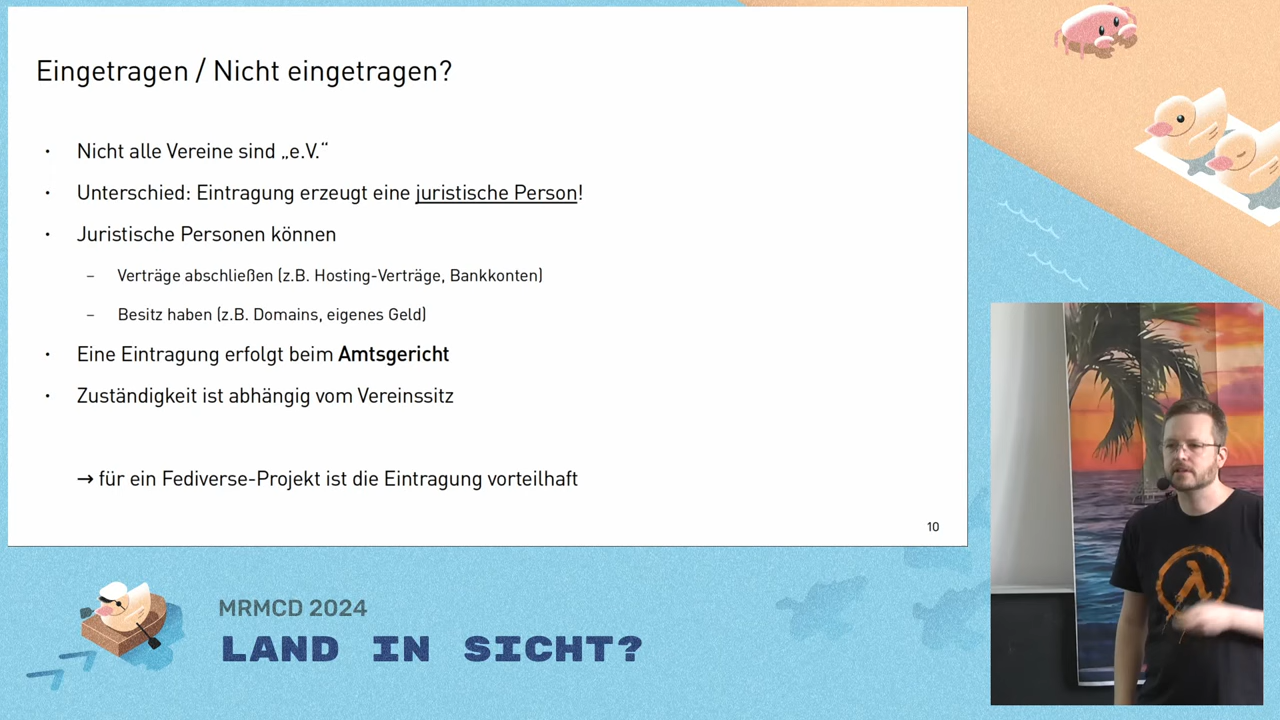 Eingetragen / Nicht eingetragen?
• Nicht alle Vereine sind „e.V.“
• Unterschied: Eintragung erzeugt eine juristische Person!
• Juristische Personen können
– Verträge abschließen (z.B. Hosting-Verträge, Bankkonten)
– Besitz haben (z.B. Domains, eigenes Geld)
• Eine Eintragung erfolgt beim Amtsgericht
• Zuständigkeit ist abhängig vom Vereinssitz
→ für ein Fediverse-Projekt ist die Eintragung vorteilhaft
10
MRMCD 2024
LAND IN SICHT?
λ